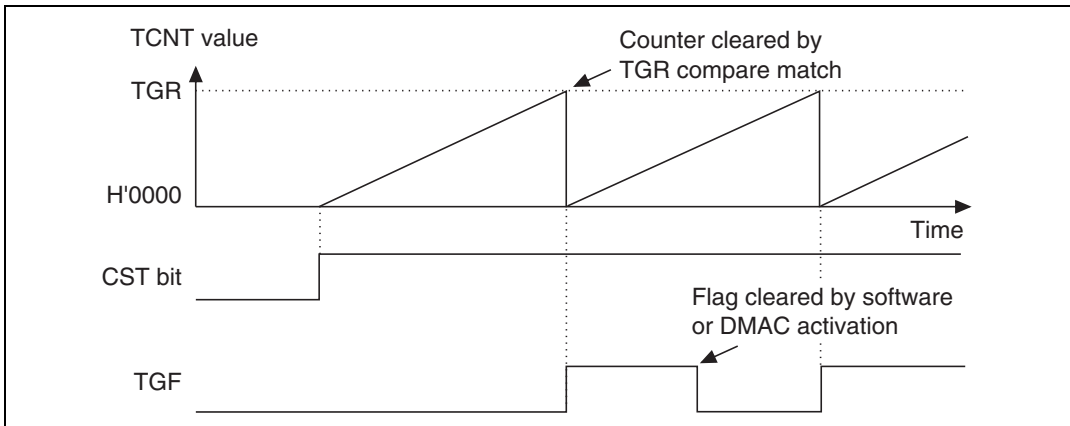 TCNT value
Counter cleared by
TGR compare match
TGR
H'0000
Time
CST bit
Flag cleared by software
or DMAC activation
TGF